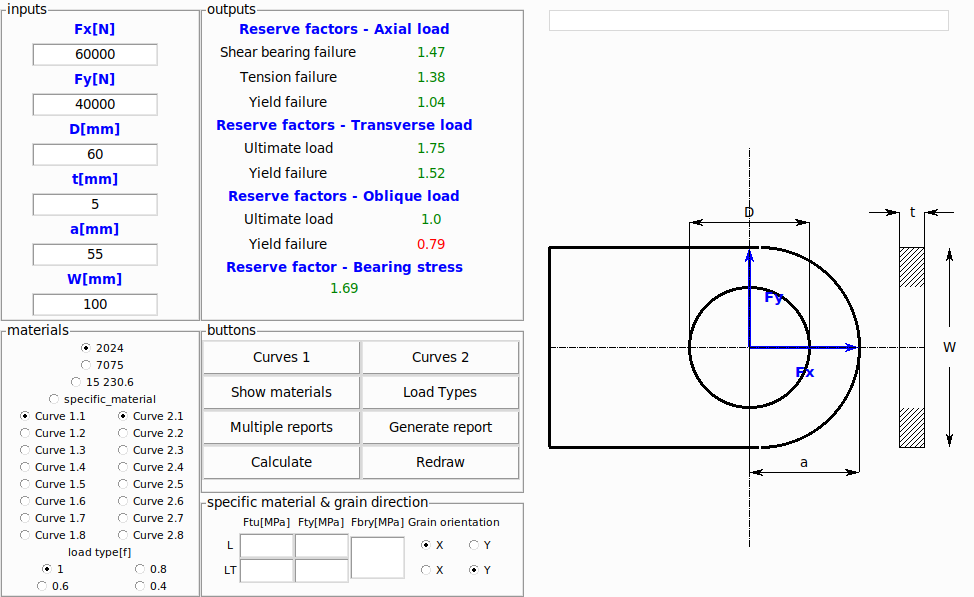 inputs
Fx[N]
60000
Fy[N]
40000
D[mm]
60
t[mm]
5
a[mm]
55
W[mm]
100
outputs
Reserve factors - Axial load
Shear bearing failure 1.47
Tension failure 1.38
Yield failure 1.04
Reserve factors - Transverse load
Ultimate load 1.75
Yield failure 1.52
Reserve factors - Oblique load
Ultimate load 1.0
Yield failure 0.79
Reserve factor - Bearing stress
1.69
materials
2024
7075
15 230.6
specific_material
Curve 1.1 Curve 2.1
Curve 1.2 Curve 2.2
Curve 1.3 Curve 2.3
Curve 1.4 Curve 2.4
Curve 1.5 Curve 2.5
Curve 1.6 Curve 2.6
Curve 1.7 Curve 2.7
Curve 1.8 Curve 2.8
load type[f]
1 0.8
0.6 0.4
buttons
Curves 1 Curves 2
Show materials Load Types
Multiple reports Generate report
Calculate Redraw
specific material & grain direction
Ftu[MPa] Fty[MPa] Fbry[MPa] Grain orientation
L X Y
LT X Y
D t
Fy
W
Fx
a